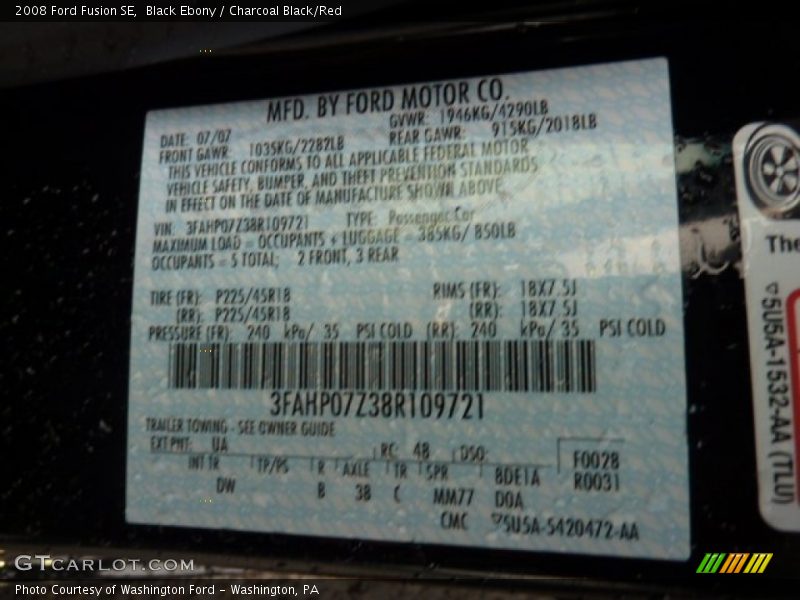 2008 Ford Fusion SE, Black Ebony / Charcoal Black/Red
MFD. BY FORD MOTOR CO.
DATE: 07/07 GVWR: 1946KG/4290LB
FRONT GAWR: 1035KG/2282LB REAR GAWR: 915KG/2018LB
THIS VEHICLE CONFORMS TO ALL APPLICABLE FEDERAL MOTOR
VEHICLE SAFETY, BUMPER, AND THEFT PREVENTION STANDARDS
IN EFFECT ON THE DATE OF MANUFACTURE SHOWN ABOVE.
VIN: 3FAHP07Z38R109721 TYPE: Passenger Car
MAXIMUM LOAD = OCCUPANTS + LUGGAGE = 385KG/ 850LB
OCCUPANTS = 5 TOTAL; 2 FRONT, 3 REAR
TIRE (FR): P225/45R18 RIMS (FR): 18X7.5J
(RR): P225/45R18 (RR): 18X7.5J
PRESSURE (FR): 240 kPa/ 35 PSI COLD (RR): 240 kPa/ 35 PSI COLD
3FAHP07Z38R109721
TRAILER TOWING - SEE OWNER GUIDE
EXT PNT: UA RC: 48 DSO: F0028
INT TR TP/PS R AXLE TR SPR 8DE1A R0031
DW B 38 C MM77 D0A
CMC 5U5A-5420472-AA
The
5U5A-1532-AA (TLU)
GTCARLOT.COM
Photo Courtesy of Washington Ford - Washington, PA